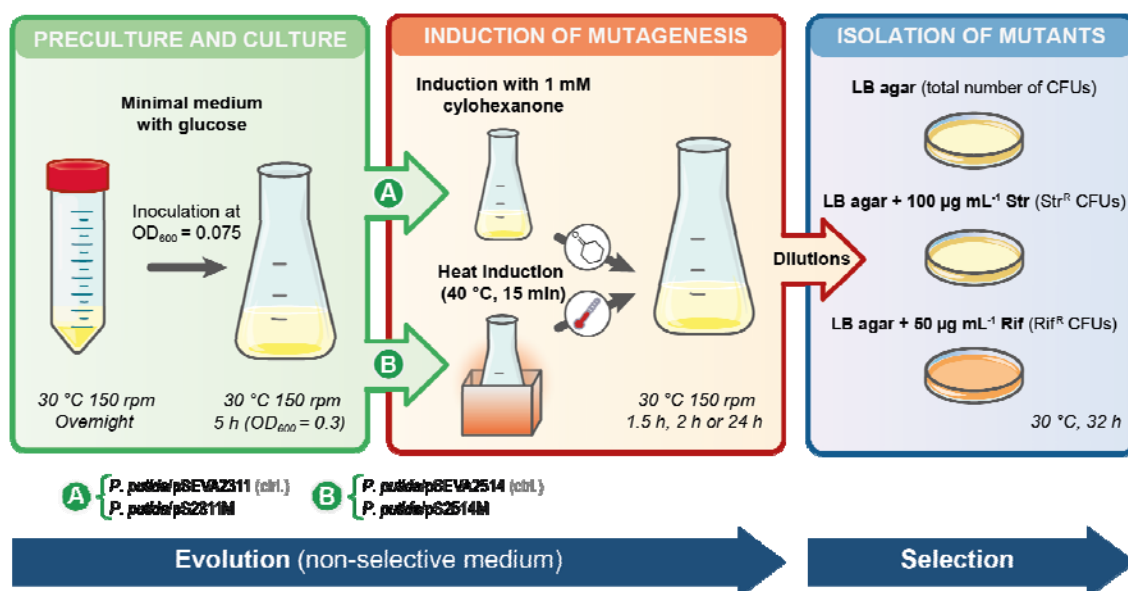 PRECULTURE AND CULTURE
Minimal medium
with glucose
Inoculation at
OD600 = 0.075
30 °C 150 rpm
Overnight
30 °C 150 rpm
5 h (OD600 = 0.3)
A
B
INDUCTION OF MUTAGENESIS
Induction with 1 mM
cylohexanone
Heat Induction
(40 °C, 15 min)
30 °C 150 rpm
1.5 h, 2 h or 24 h
Dilutions
ISOLATION OF MUTANTS
LB agar (total number of CFUs)
LB agar + 100 µg mL-1 Str (StrR CFUs)
LB agar + 50 µg mL-1 Rif (RifR CFUs)
30 °C, 32 h
A
P. putida/pSEVA2311 (ctrl.)
P. putida/pS2311M
B
P. putida/pSEVA2514 (ctrl.)
P. putida/pS2514M
Evolution (non-selective medium)
Selection